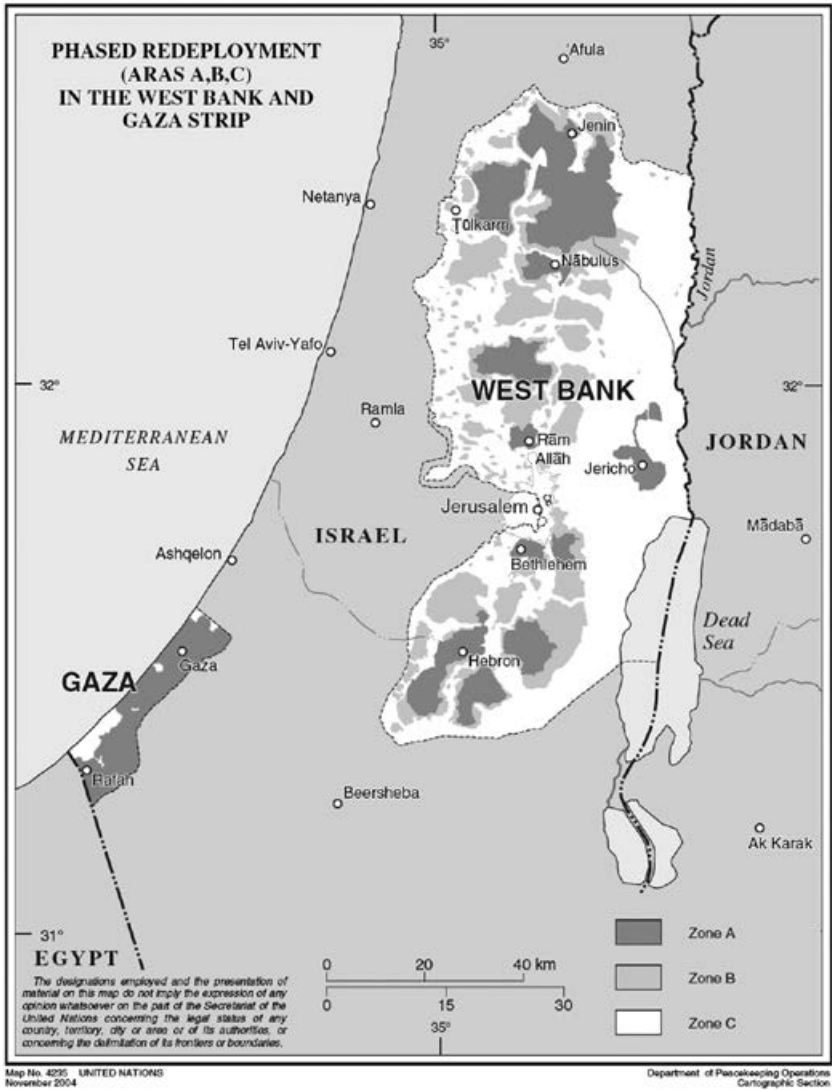 PHASED REDEPLOYMENT
(ARAS A,B,C)
IN THE WEST BANK AND
GAZA STRIP
35°
'Afula
Jenin
Netanya
Ṭūlkarm
Nābulus
Jordan
Tel Aviv-Yafo
32°
WEST BANK
32°
Ramla
MEDITERRANEAN
SEA
Rām
Allāh
Jericho
JORDAN
Jerusalem
ISRAEL
Mādabā
Ashqelon
Bethlehem
Dead
Sea
Gaza
GAZA
Hebron
Rafah
Beersheba
Ak Karak
31°
EGYPT
Zone A
Zone B
Zone C
0 20 40 km
0 15 30
35°
The designations employed and the presentation of
material on this map do not imply the expression of any
opinion whatsoever on the part of the Secretariat of the
United Nations concerning the legal status of any
country, territory, city or area or of its authorities, or
concerning the delimitation of its frontiers or boundaries.
Map No. 4235 UNITED NATIONS
November 2004
Department of Peacekeeping Operations
Cartographic Section